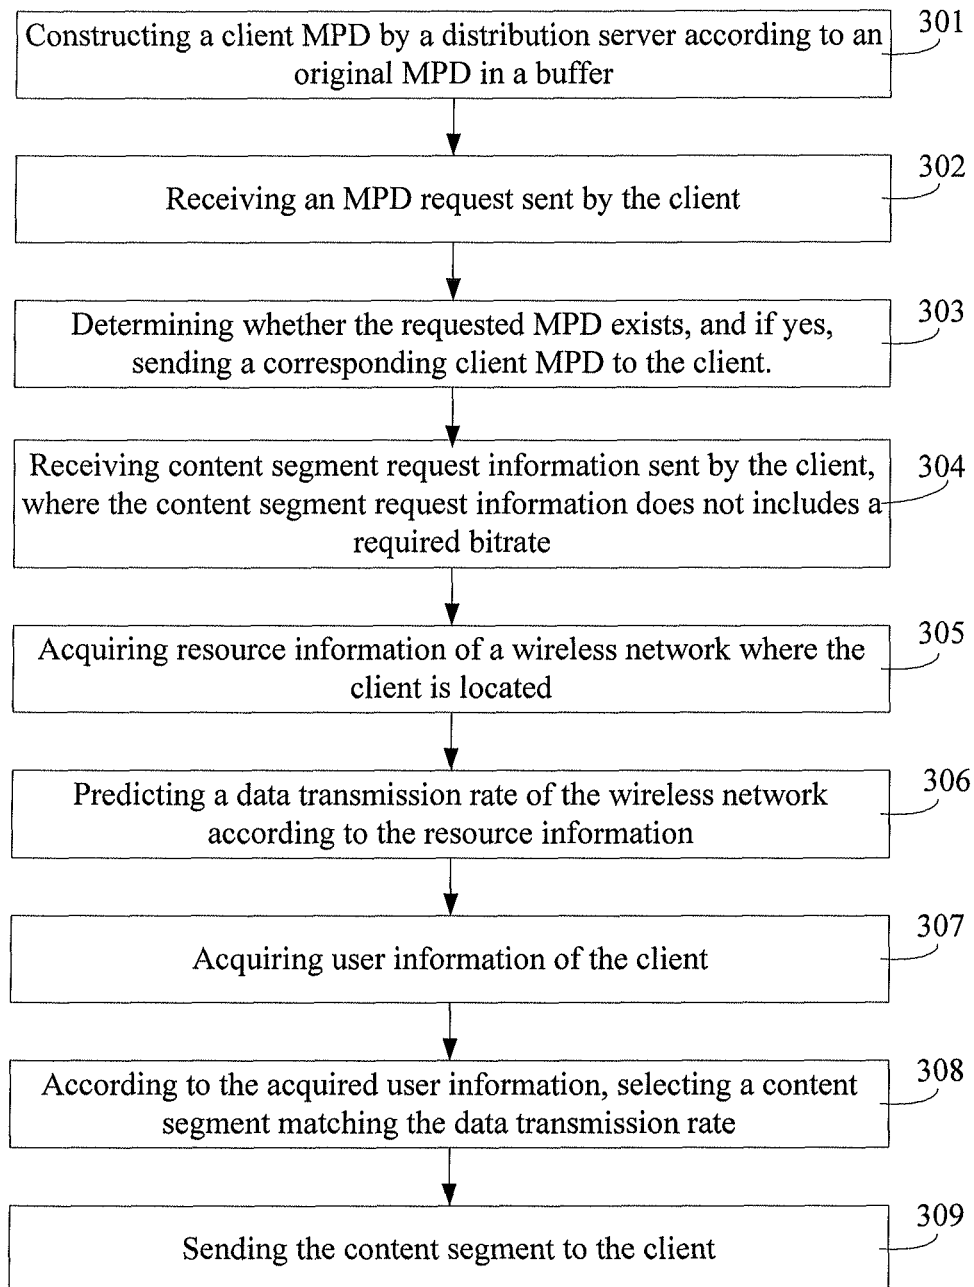 Constructing a client MPD by a distribution server according to an
original MPD in a buffer
301
Receiving an MPD request sent by the client
302
Determining whether the requested MPD exists, and if yes,
sending a corresponding client MPD to the client.
303
Receiving content segment request information sent by the client,
where the content segment request information does not includes a
required bitrate
304
Acquiring resource information of a wireless network where the
client is located
305
Predicting a data transmission rate of the wireless network
according to the resource information
306
Acquiring user information of the client
307
According to the acquired user information, selecting a content
segment matching the data transmission rate
308
Sending the content segment to the client
309